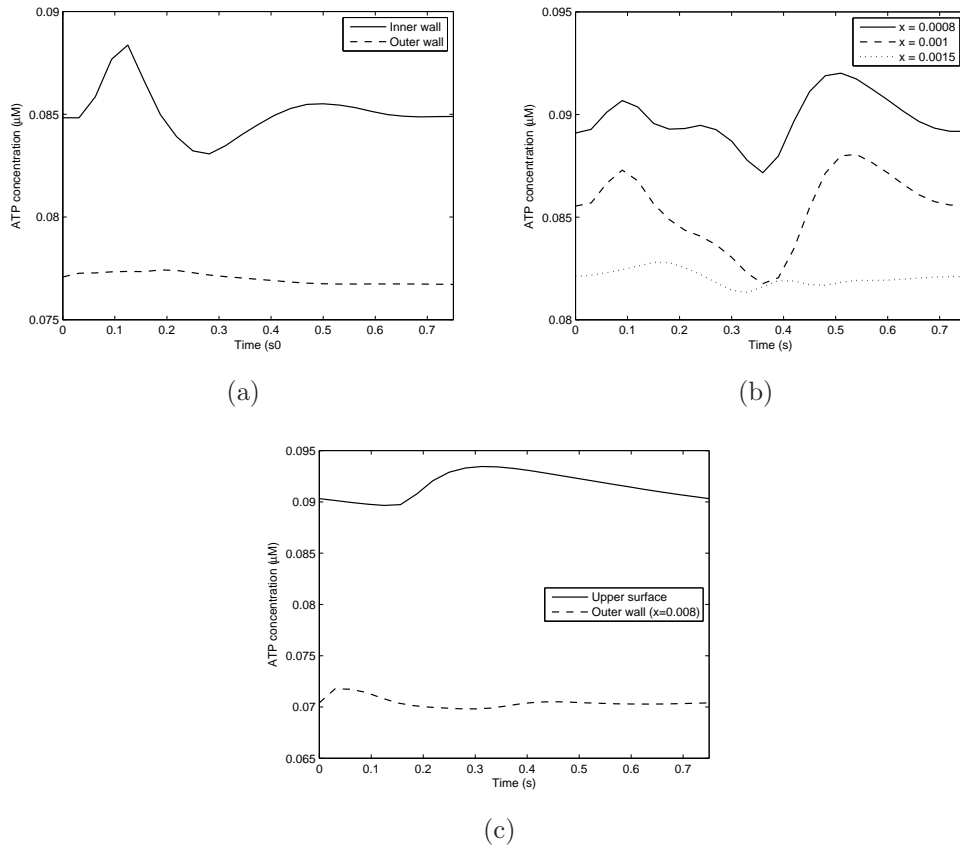 0.09
0.085
0.08
0.075
ATP concentration (μM)
0 0.1 0.2 0.3 0.4 0.5 0.6 0.7
Time (s0
Inner wall
Outer wall
(a)
0.095
0.09
0.085
0.08
ATP concentration (μM)
0 0.1 0.2 0.3 0.4 0.5 0.6 0.7
Time (s)
x = 0.0008
x = 0.001
x = 0.0015
(b)
0.095
0.09
0.085
0.08
0.075
0.07
0.065
ATP concentration (μM)
0 0.1 0.2 0.3 0.4 0.5 0.6 0.7
Time (s)
Upper surface
Outer wall (x=0.008)
(c)